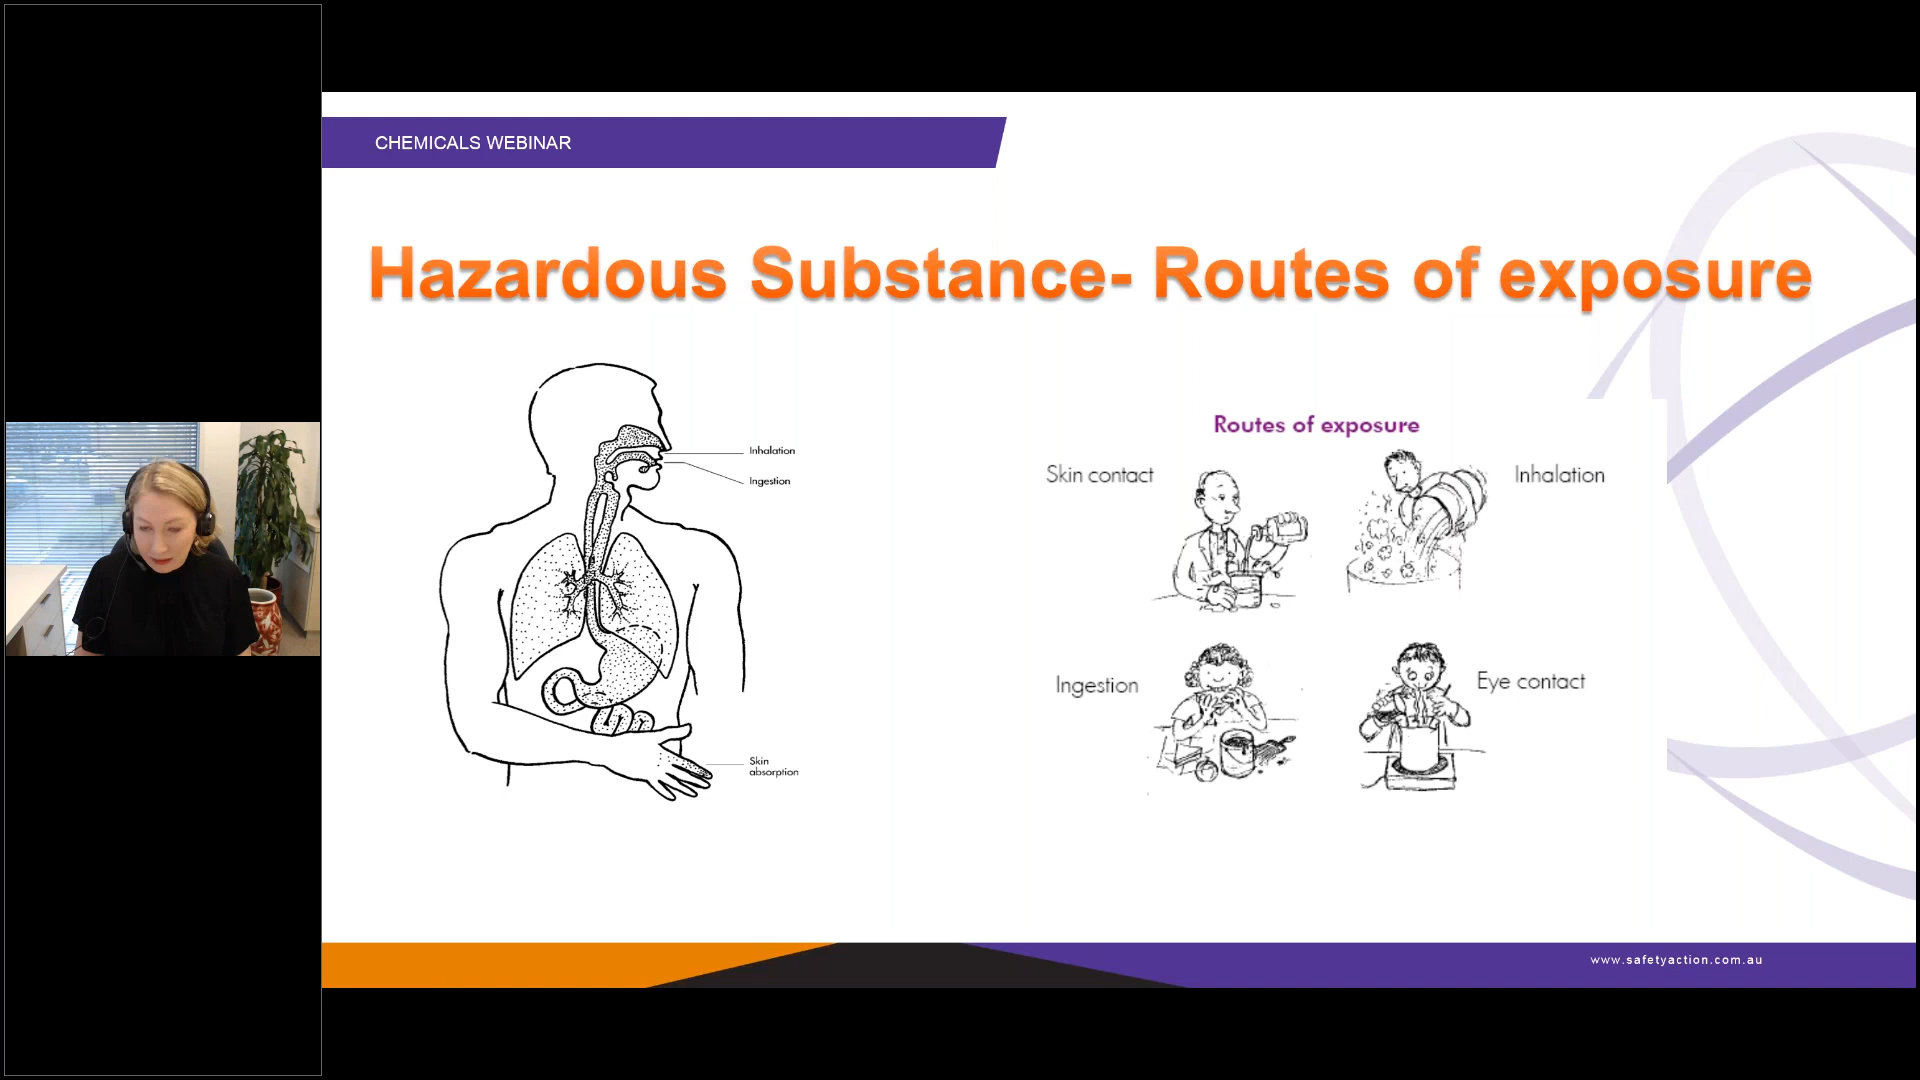 CHEMICALS WEBINAR
Hazardous Substance- Routes of exposure
Inhalation
Ingestion
Skin
absorption
Routes of exposure
Skin contact
Inhalation
Ingestion
Eye contact
www.safetyaction.com.au